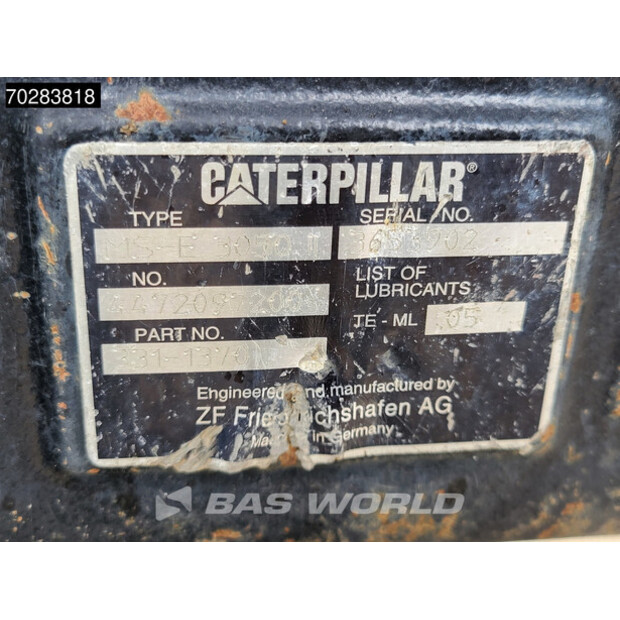 70283818
CATERPILLAR®
TYPE
SERIAL NO.
NO.
LIST OF
LUBRICANTS
TE - ML 05
PART NO.
Engineered and manufactured by
ZF Friedrichshafen AG
Made in Germany
BAS WORLD